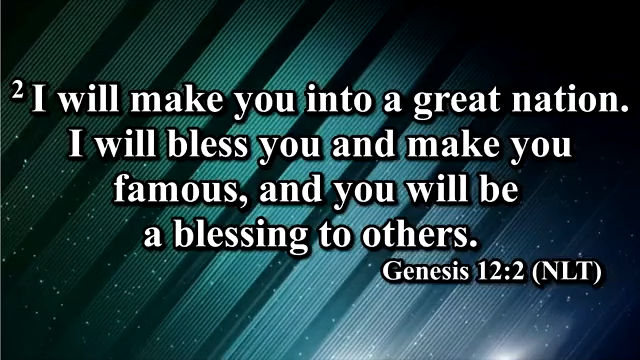 2 I will make you into a great nation.
I will bless you and make you
famous, and you will be
a blessing to others.
Genesis 12:2 (NLT)